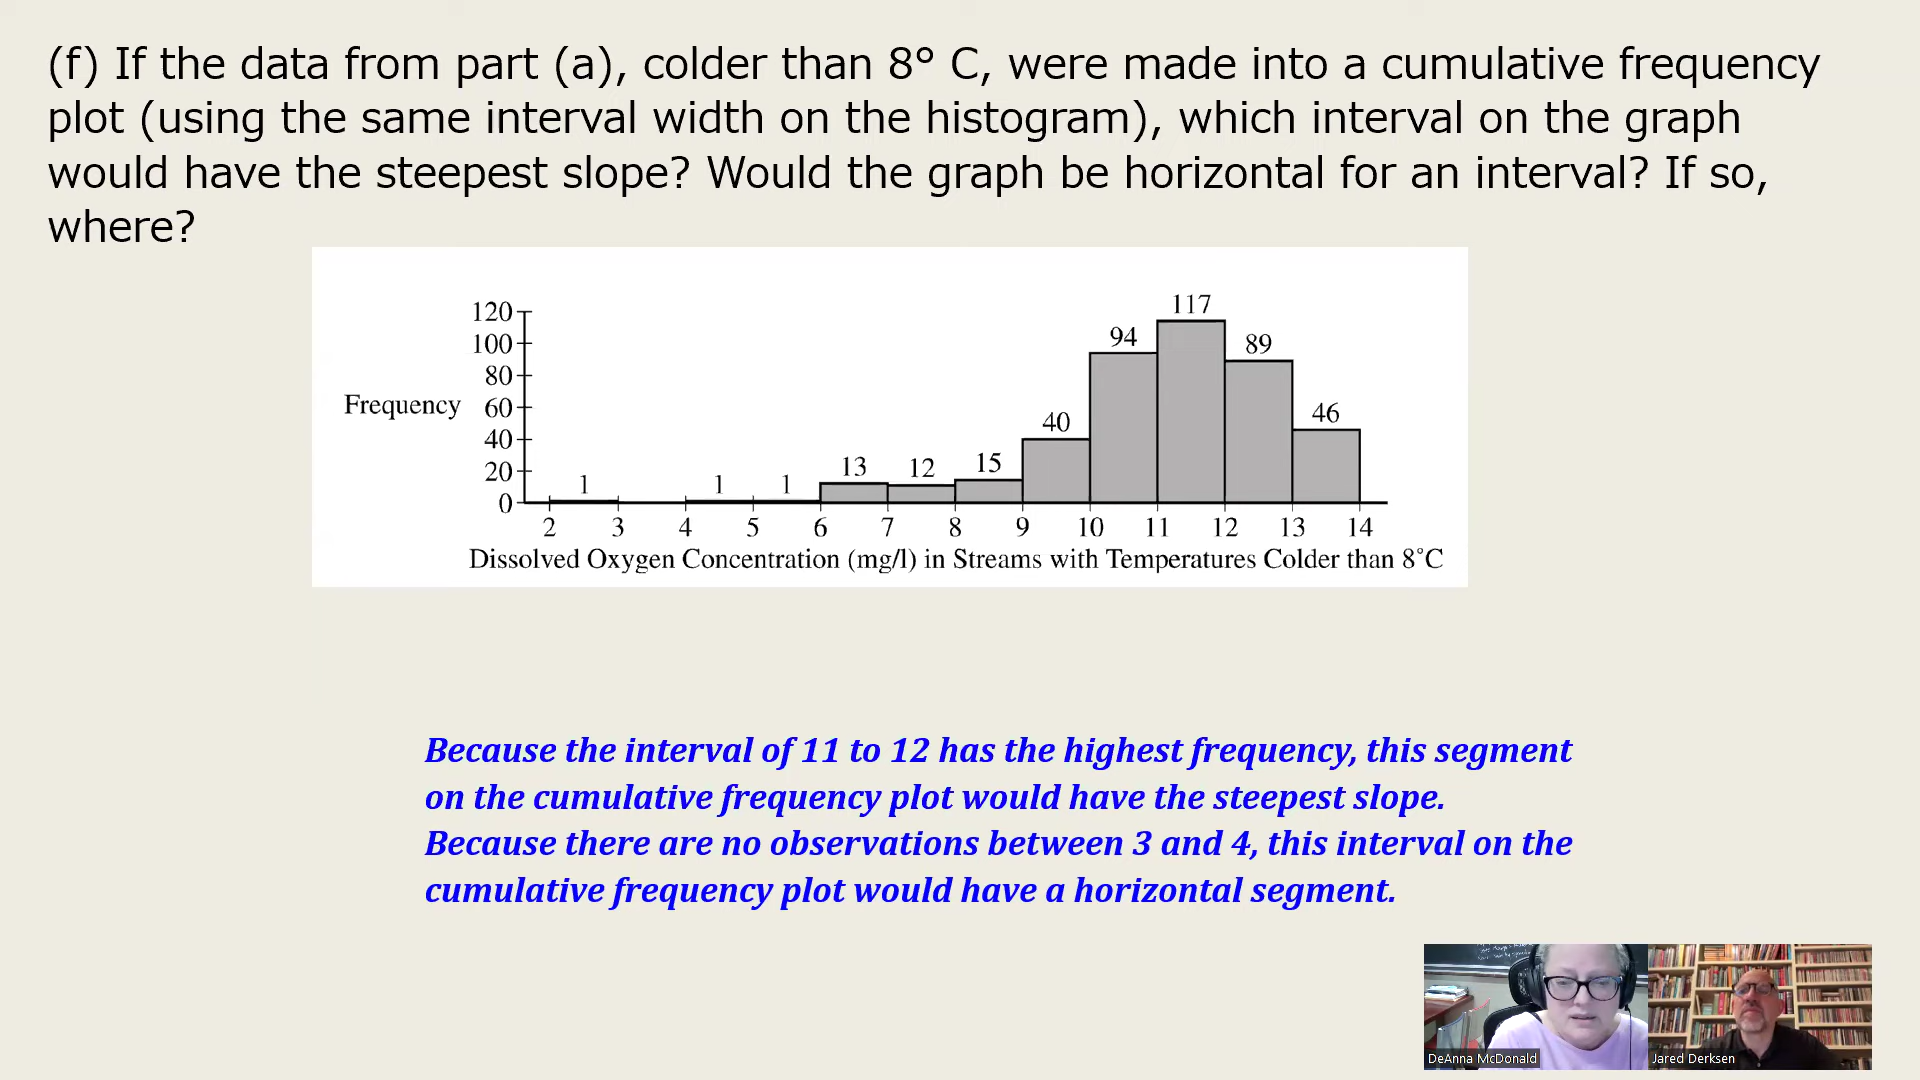 (f) If the data from part (a), colder than 8° C, were made into a cumulative frequency
plot (using the same interval width on the histogram), which interval on the graph
would have the steepest slope? Would the graph be horizontal for an interval? If so,
where?
120
100
80
60
40
20
0
Frequency
1
1
1
13
12
15
40
94
117
89
46
2 3 4 5 6 7 8 9 10 11 12 13 14
Dissolved Oxygen Concentration (mg/l) in Streams with Temperatures Colder than 8°C
Because the interval of 11 to 12 has the highest frequency, this segment
on the cumulative frequency plot would have the steepest slope.
Because there are no observations between 3 and 4, this interval on the
cumulative frequency plot would have a horizontal segment.
DeAnna McDonald
Jared Derksen